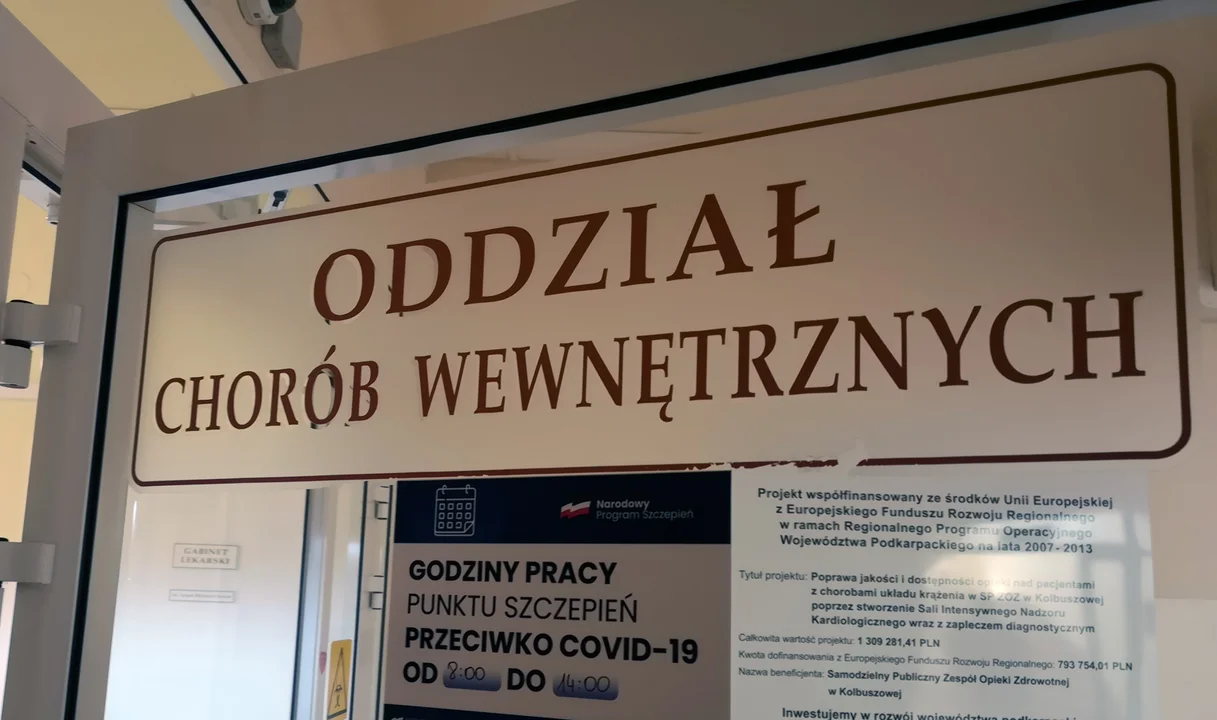 ODDZIAŁ
CHORÓB WEWNĘTRZNYCH
GABINET
LEKARSKI
Narodowy
Program Szczepień
GODZINY PRACY
PUNKTU SZCZEPIEŃ
PRZECIWKO COVID-19
OD 8:00 DO 14:00
Projekt współfinansowany ze środków Unii Europejskiej
z Europejskiego Funduszu Rozwoju Regionalnego
w ramach Regionalnego Programu Operacyjnego
Województwa Podkarpackiego na lata 2007- 2013
Tytuł projektu: Poprawa jakości i dostępności opieki nad pacjentami
z chorobami układu krążenia w SP ZOZ w Kolbuszowej
poprzez stworzenie Sali Intensywnego Nadzoru
Kardiologicznego wraz z zapleczem diagnostycznym
Całkowita wartość projektu: 1 309 281,41 PLN
Kwota dofinansowania z Europejskiego Funduszu Rozwoju Regionalnego: 793 754,01 PLN
Nazwa beneficjenta: Samodzielny Publiczny Zespół Opieki Zdrowotnej
w Kolbuszowej
Inwestujemy w rozwój województwa